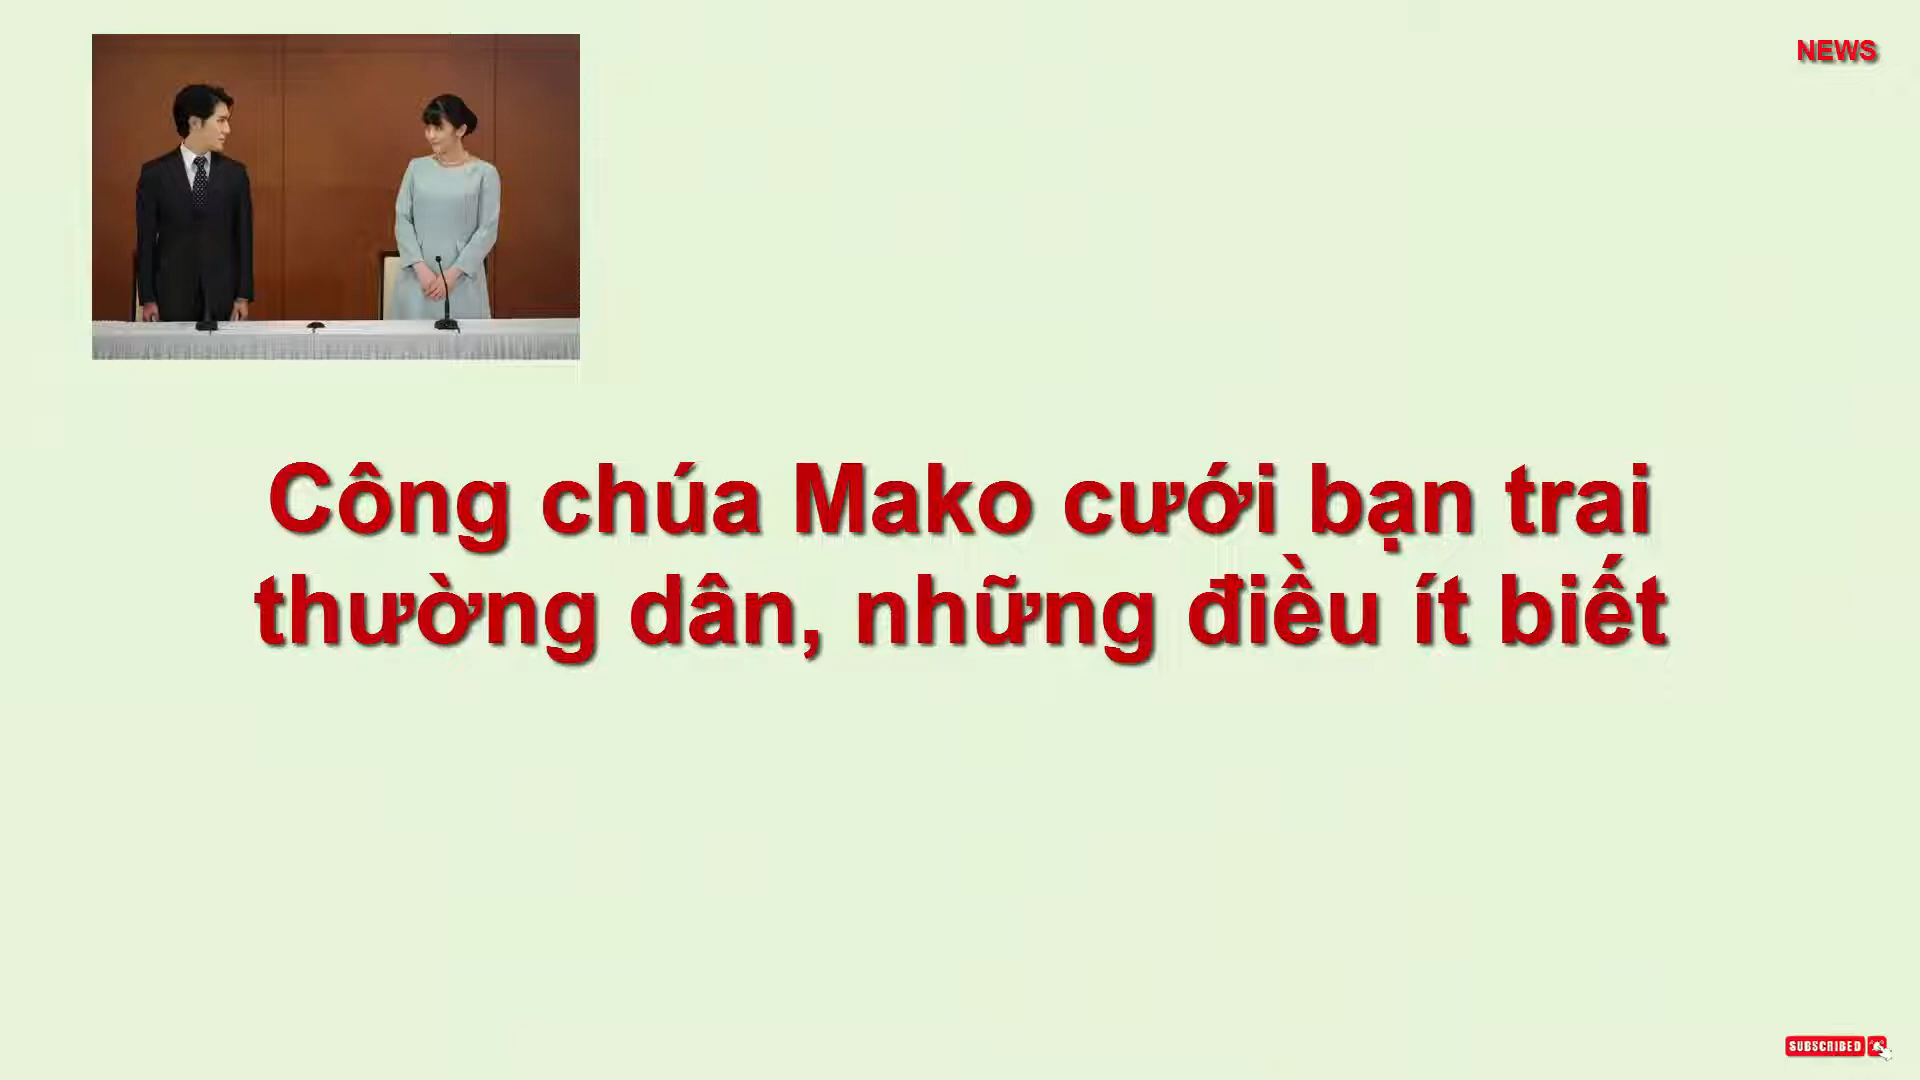 NEWS
Công chúa Mako cưới bạn trai
thường dân, những điều ít biết
SUBSCRIBED